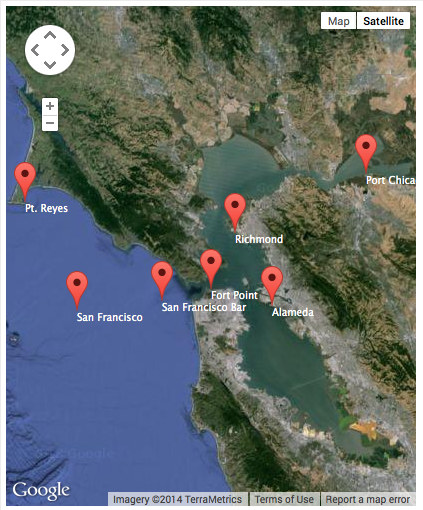 Map
Satellite
+
−
Port Chica
Pt. Reyes
Richmond
Fort Point
San Francisco Bar
Alameda
San Francisco
Google
Imagery ©2014 TerraMetrics
Terms of Use
Report a map error